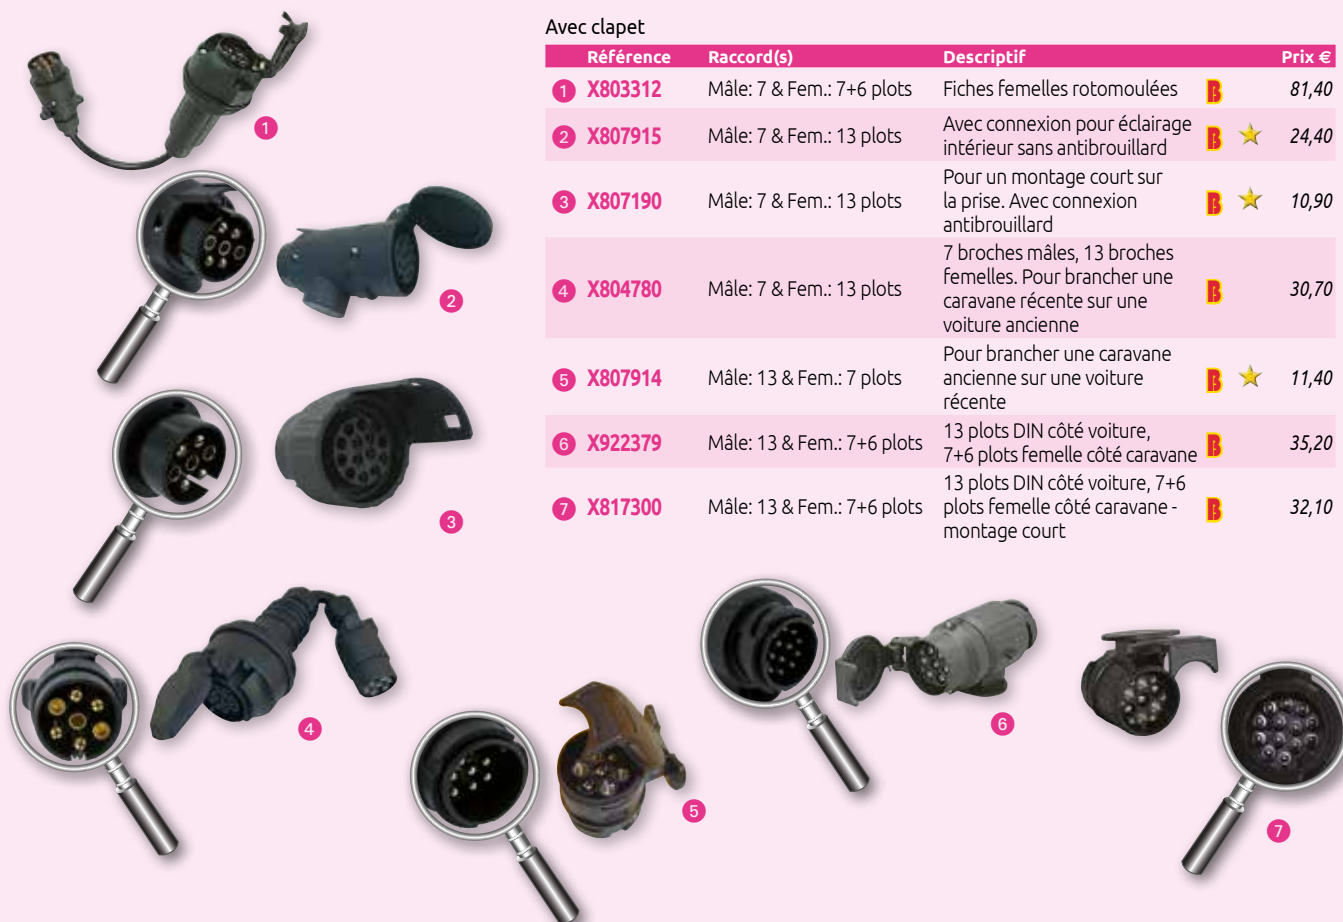 Avec clapet
Référence Raccord(s) Descriptif Prix €
1 X803312 Mâle: 7 & Fem.: 7+6 plots Fiches femelles rotomoulées B 81,40
2 X807915 Mâle: 7 & Fem.: 13 plots Avec connexion pour éclairage
intérieur sans antibrouillard B 24,40
3 X807190 Mâle: 7 & Fem.: 13 plots Pour un montage court sur
la prise. Avec connexion
antibrouillard B 10,90
4 X804780 Mâle: 7 & Fem.: 13 plots 7 broches mâles, 13 broches
femelles. Pour brancher une
caravane récente sur une
voiture ancienne B 30,70
5 X807914 Mâle: 13 & Fem.: 7 plots Pour brancher une caravane
ancienne sur une voiture
récente B 11,40
6 X922379 Mâle: 13 & Fem.: 7+6 plots 13 plots DIN côté voiture,
7+6 plots femelle côté caravane B 35,20
7 X817300 Mâle: 13 & Fem.: 7+6 plots 13 plots DIN côté voiture, 7+6
plots femelle côté caravane -
montage court B 32,10
1
2
3
4
5
6
7